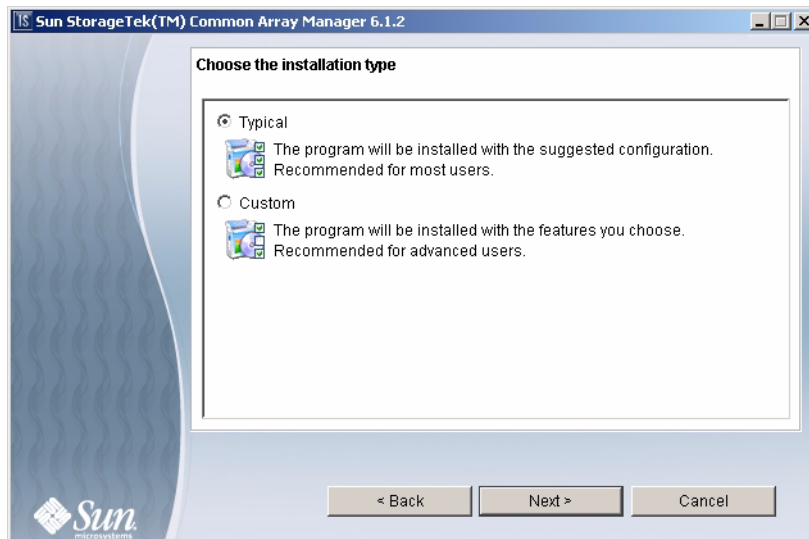 Sun StorageTek(TM) Common Array Manager 6.1.2
Choose the installation type
Typical
The program will be installed with the suggested configuration.
Recommended for most users.
Custom
The program will be installed with the features you choose.
Recommended for advanced users.
< Back
Next >
Cancel
Sun
microsystems